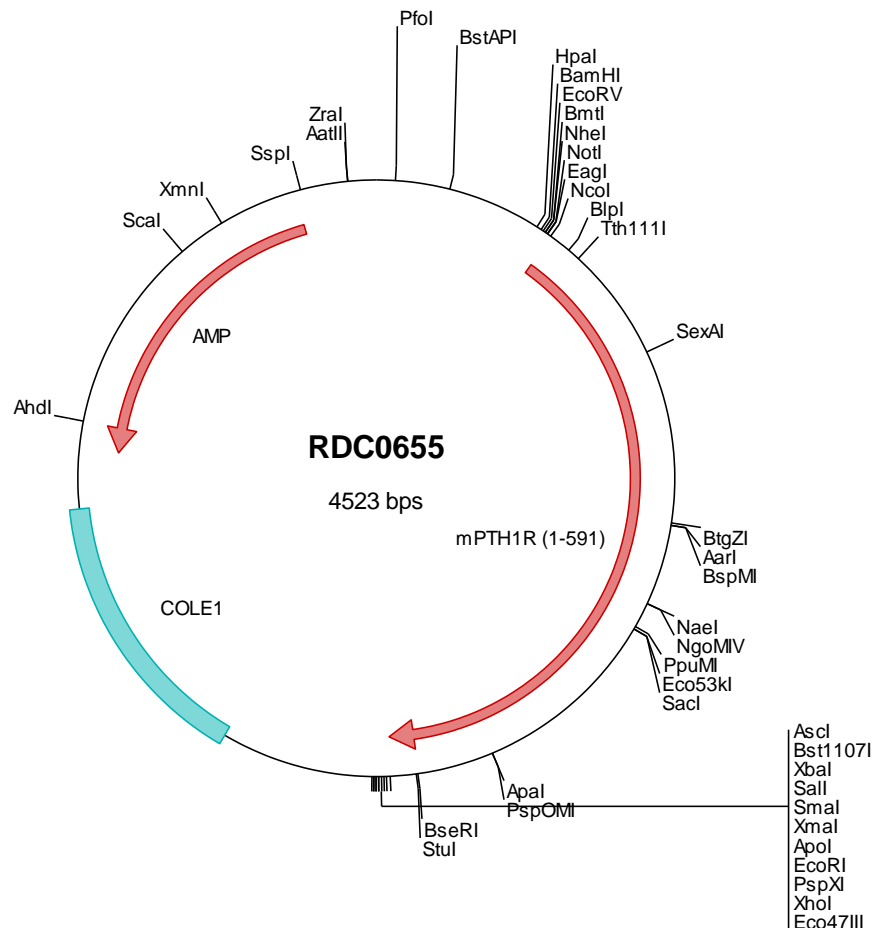 PfoI
BstAPI
HpaI
BamHI
EcoRV
BmtI
NheI
NotI
EagI
NcoI
BlpI
Tth111I
ZraI
AatII
SspI
XmnI
ScaI
SexAI
AMP
AhdI
RDC0655
4523 bps
mPTH1R (1-591)
BtgZI
AarI
BspMI
COLE1
NaeI
NgoMIV
PpuMI
Eco53kI
SacI
ApaI
PspOMI
BseRI
StuI
AscI
Bst1107I
XbaI
SalI
SmaI
XmaI
ApoI
EcoRI
PspXI
XhoI
Eco47III